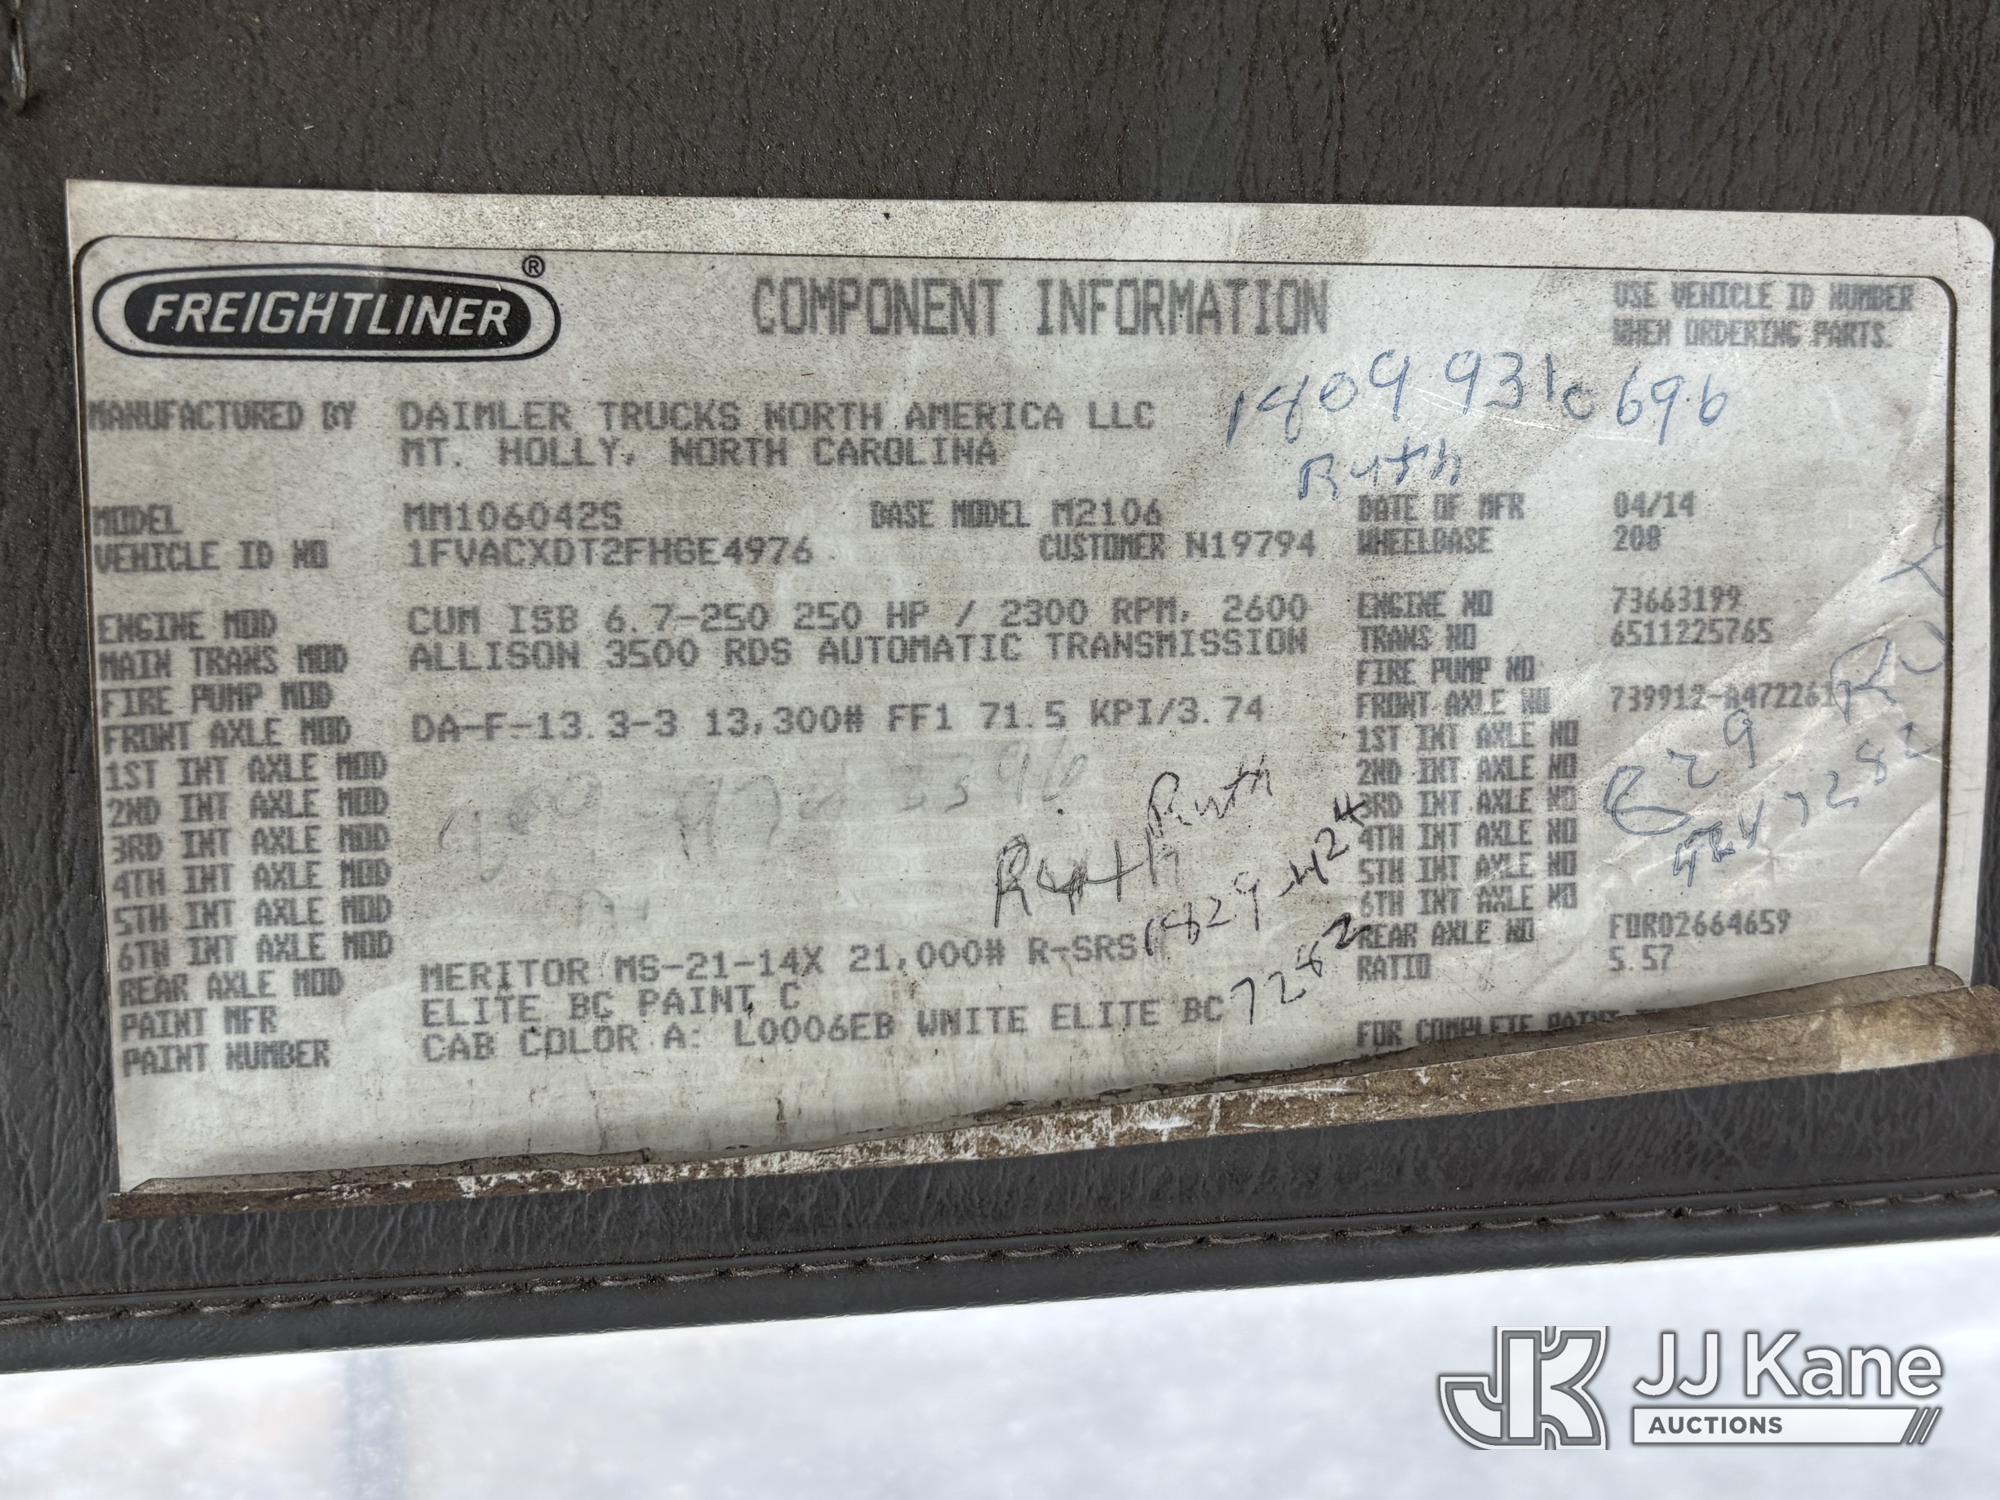 FREIGHTLINER ®
COMPONENT INFORMATION
USE VEHICLE ID NUMBER
WHEN ORDERING PARTS.
MANUFACTURED BY DAIMLER TRUCKS NORTH AMERICA LLC
MT. HOLLY, NORTH CAROLINA
Ruth
MODEL MM106042S BASE MODEL M2106 DATE OF MFR 04/14
VEHICLE ID NO 1FVACXDT2FHGE4976 CUSTOMER N19794 WHEELBASE 208
ENGINE MOD CUM ISB 6.7-250 250 HP / 2300 RPM, 2600 ENGINE NO 73663199
MAIN TRANS MOD ALLISON 3500 RDS AUTOMATIC TRANSMISSION TRANS NO 6511225765
FIRE PUMP MOD FIRE PUMP NO
FRONT AXLE MOD DA-F-13.3-3 13,300# FF1 71.5 KPI/3.74 FRONT AXLE NO 739912-A472261
1ST INT AXLE MOD 1ST INT AXLE NO
2ND INT AXLE MOD 2ND INT AXLE NO
3RD INT AXLE MOD 3RD INT AXLE NO
4TH INT AXLE MOD 4TH INT AXLE NO
5TH INT AXLE MOD 5TH INT AXLE NO
6TH INT AXLE MOD 6TH INT AXLE NO
Ruth
Ruth
829-424
7282
REAR AXLE MOD MERITOR MS-21-14X 21,000# R-SRS REAR AXLE NO FOR02664659
PAINT MFR ELITE BC PAINT C RATIO 5.57
PAINT NUMBER CAB COLOR A: L0006EB WHITE ELITE BC
FOR COMPLETE PAINT
JJ Kane
AUCTIONS